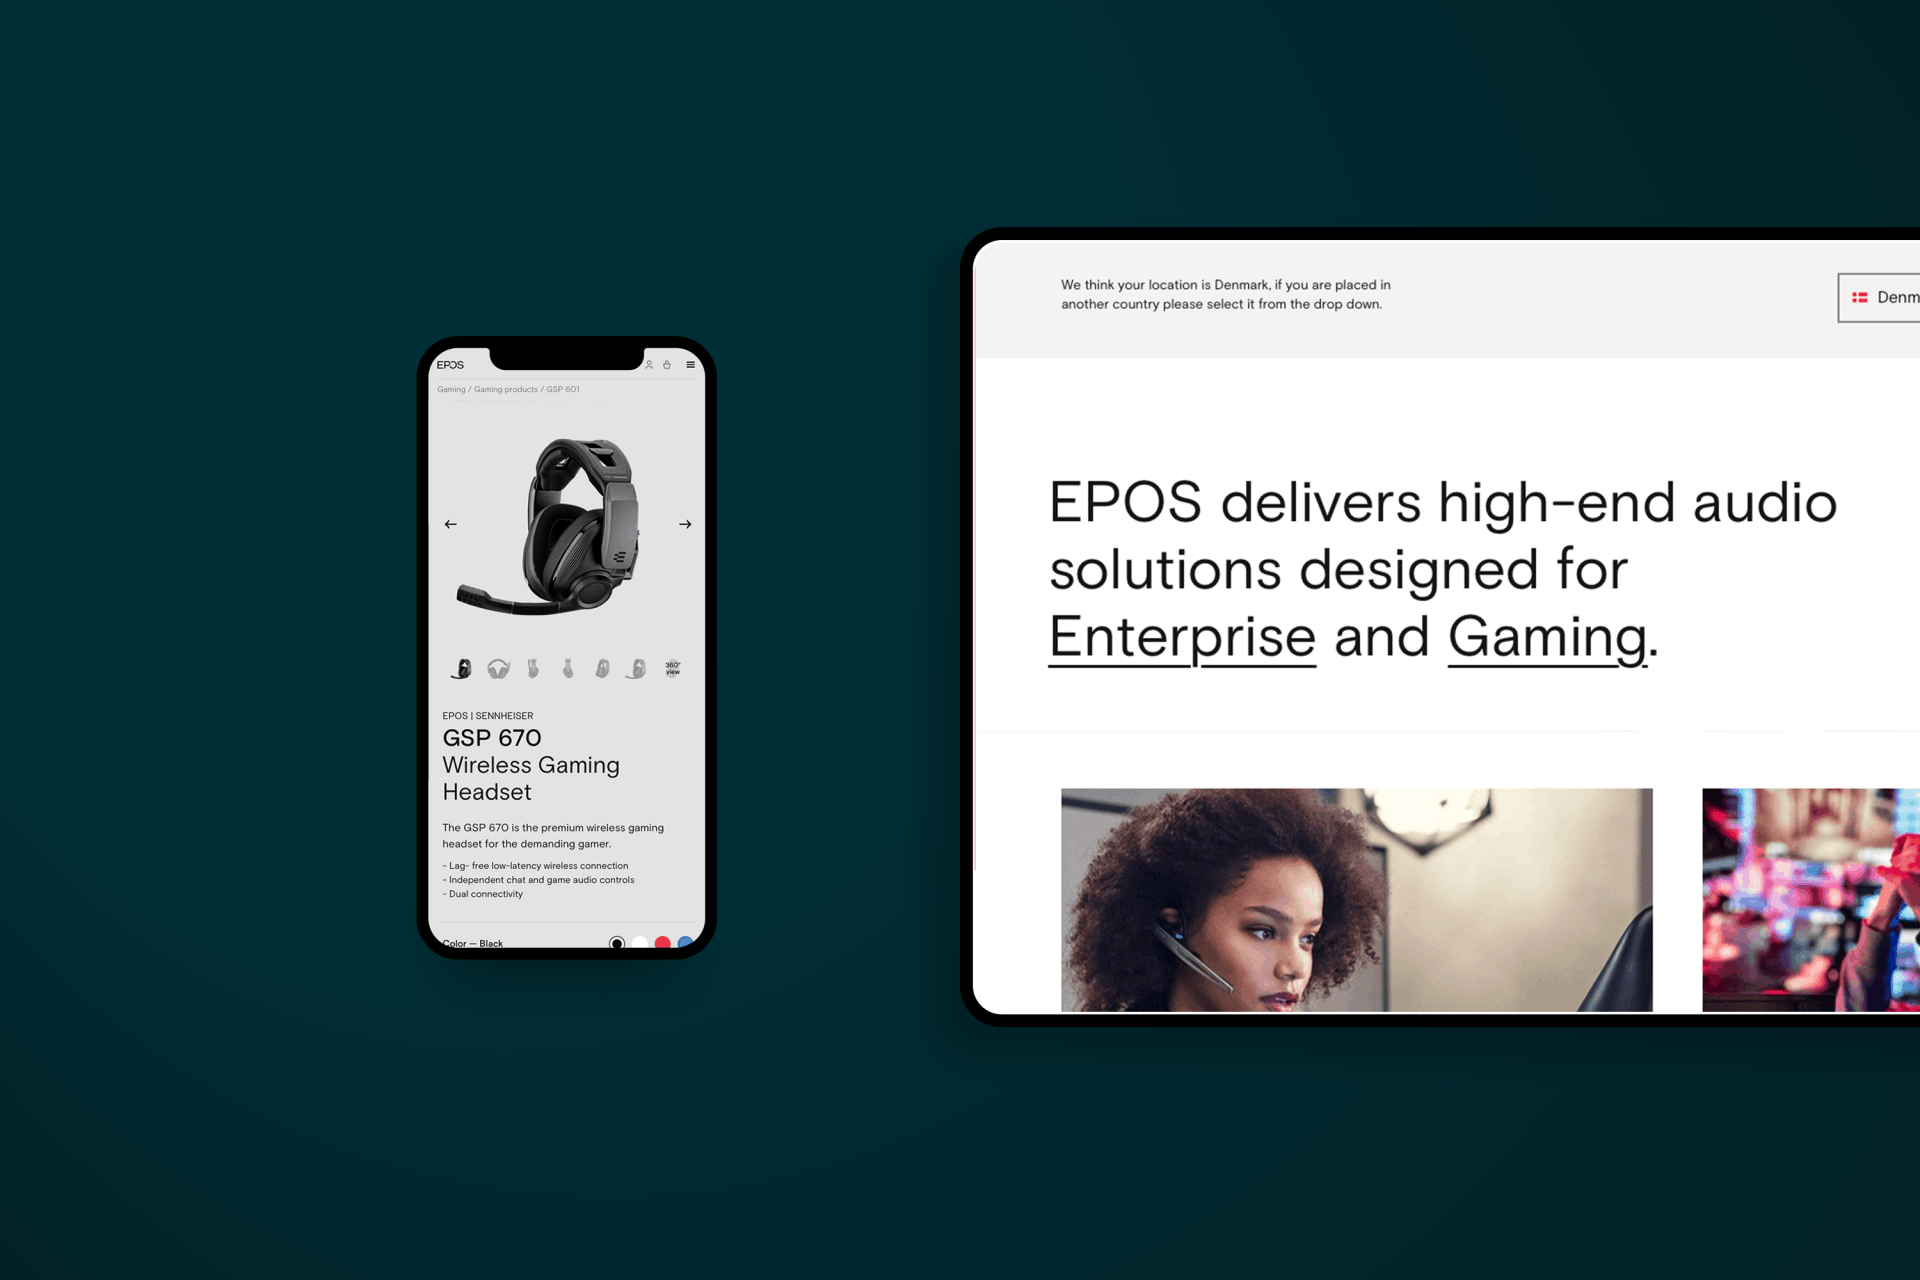 EPOS
Gaming / Gaming products / GSP 601
360°
view
EPOS | SENNHEISER
GSP 670
Wireless Gaming
Headset
The GSP 670 is the premium wireless gaming
headset for the demanding gamer.
- Lag- free low-latency wireless connection
- Independent chat and game audio controls
- Dual connectivity
Color — Black
We think your location is Denmark, if you are placed in
another country please select it from the drop down.
Denm
EPOS delivers high-end audio
solutions designed for
Enterprise and Gaming.